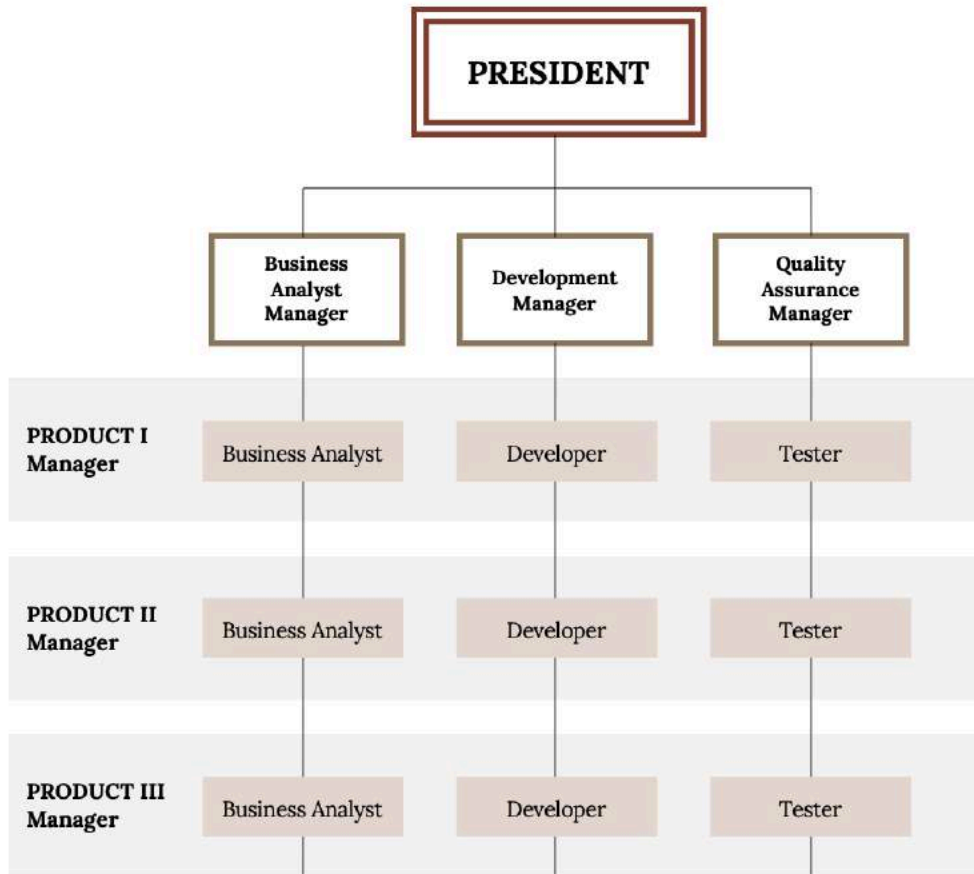 PRESIDENT
Business
Analyst
Manager
Development
Manager
Quality
Assurance
Manager
PRODUCT I
Manager
Business Analyst
Developer
Tester
PRODUCT II
Manager
Business Analyst
Developer
Tester
PRODUCT III
Manager
Business Analyst
Developer
Tester